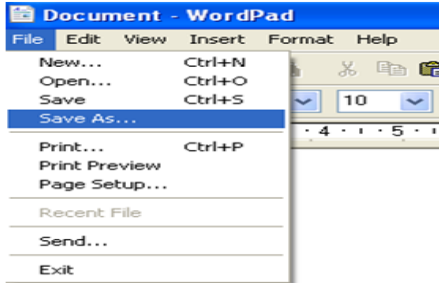 Document - WordPad
File Edit View Insert Format Help
New... Ctrl+N
Open... Ctrl+O
Save Ctrl+S
10
Save As...
4 5
Print... Ctrl+P
Print Preview
Page Setup...
Recent File
Send...
Exit